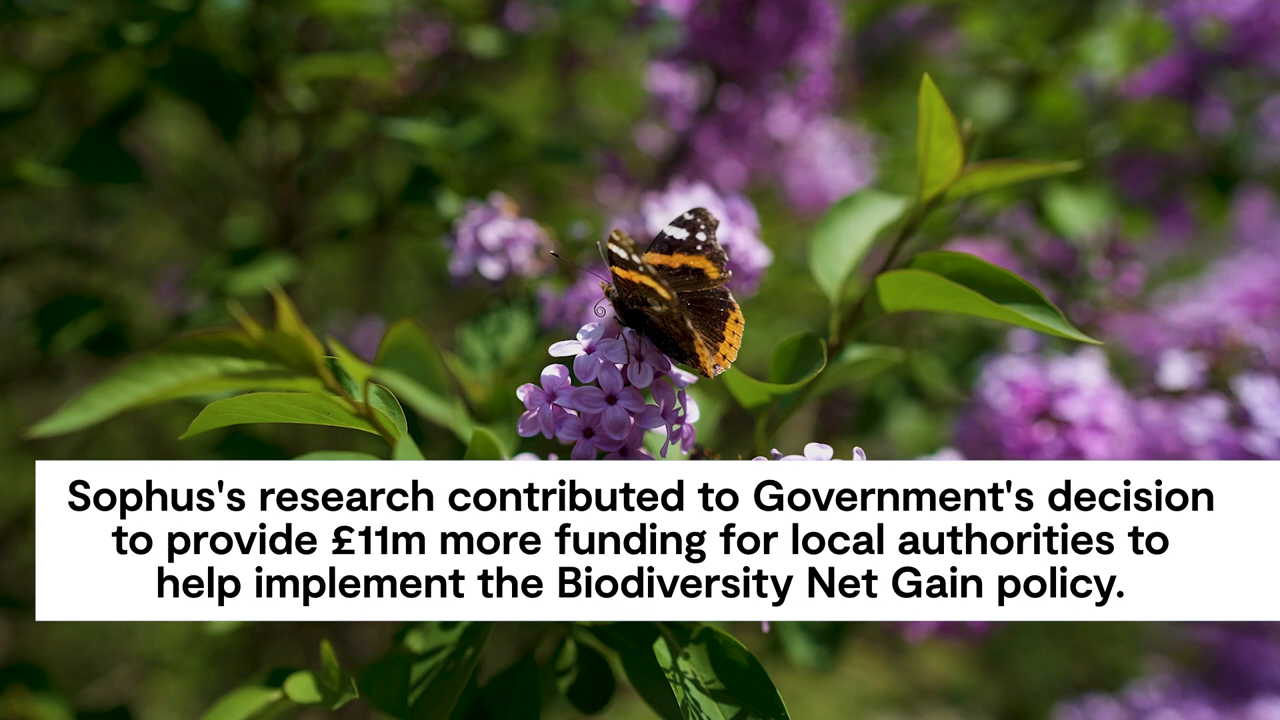 Sophus's research contributed to Government's decision
to provide £11m more funding for local authorities to
help implement the Biodiversity Net Gain policy.